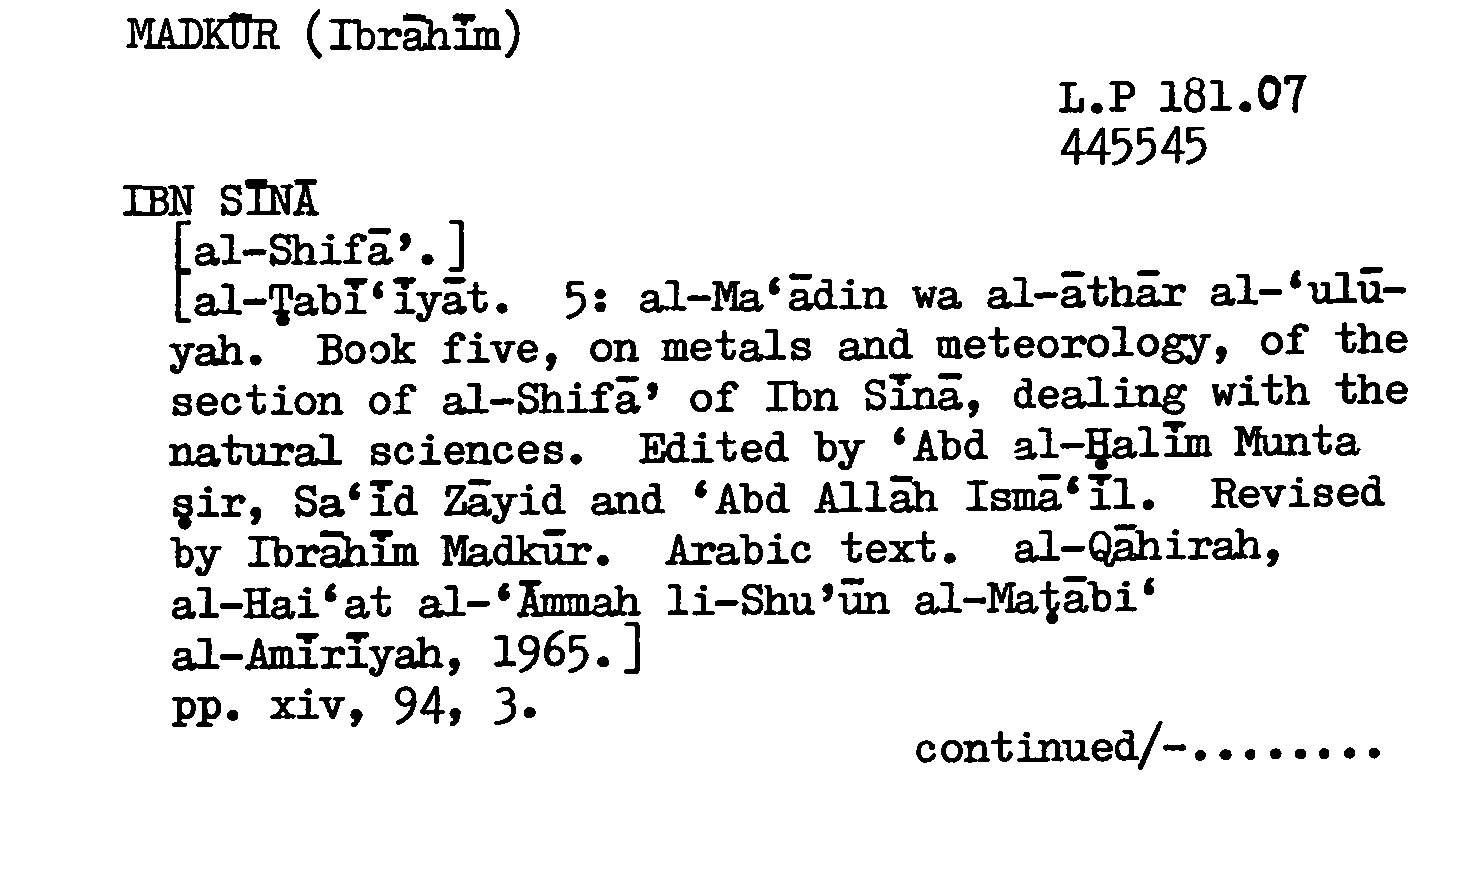 MADKŪR (Ibrāhīm)
L.P 181.07
445545
IBN SĪNĀ
[al-Shifā’.]
[al-Ṭabī‘īyāt. 5: al-Ma‘ādin wa al-āthār al-‘ulū-
yah. Book five, on metals and meteorology, of the
section of al-Shifā’ of Ibn Sīnā, dealing with the
natural sciences. Edited by ‘Abd al-Ḥalīm Munta
ṣir, Sa‘īd Zāyid and ‘Abd Allāh Ismā‘īl. Revised
by Ibrāhīm Madkūr. Arabic text. al-Qāhirah,
al-Hai‘at al-‘Āmmah li-Shu’ūn al-Maṭābi‘
al-Amīrīyah, 1965.]
pp. xiv, 94, 3.
continued/-........